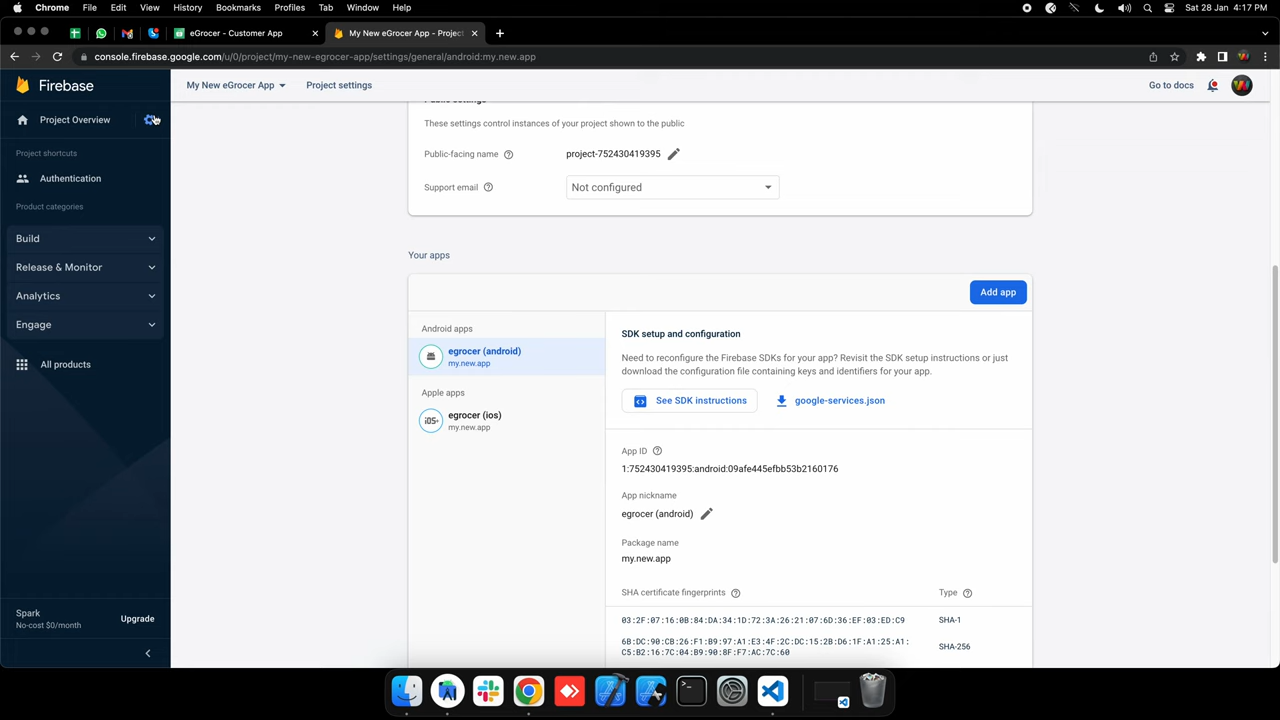 Chrome File Edit View History Bookmarks Profiles Tab Window Help Sat 28 Jan 4:17 PM
eGrocer - Customer App
My New eGrocer App - Projec
console.firebase.google.com/u/0/project/my-new-egrocer-app/settings/general/android:my.new.app
Firebase
My New eGrocer App
Project settings
Go to docs
Project Overview
Project shortcuts
Authentication
Product categories
Build
Release & Monitor
Analytics
Engage
All products
Spark
No-cost $0/month
Upgrade
Public settings
These settings control instances of your project shown to the public
Public-facing name
project-752430419395
Support email
Not configured
Your apps
Add app
Android apps
egrocer (android)
my.new.app
Apple apps
iOS+
egrocer (ios)
my.new.app
SDK setup and configuration
Need to reconfigure the Firebase SDKs for your app? Revisit the SDK setup instructions or just
download the configuration file containing keys and identifiers for your app.
See SDK instructions
google-services.json
App ID
1:752430419395:android:09afe445efbb53b2160176
App nickname
egrocer (android)
Package name
my.new.app
SHA certificate fingerprints
Type
03:2F:07:16:0B:84:DA:34:1D:72:3A:26:21:07:6D:36:EF:03:ED:C9
SHA-1
6B:DC:90:CB:26:F1:B9:97:A1:E3:4F:2C:DC:15:2B:D6:1F:A1:25:A1:
C5:B2:16:7C:04:B9:90:8F:F7:AC:7C:60
SHA-256